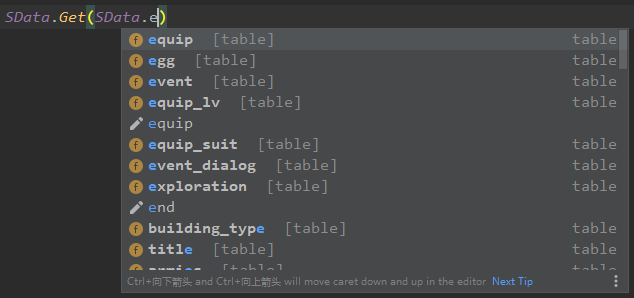 SData.Get(SData.e)
equip [table] table
egg [table] table
event [table] table
equip_lv [table] table
equip
equip_suit [table] table
event_dialog [table] table
exploration [table] table
end
building_type [table] table
title [table] table
armies [table] table
Ctrl+向下箭头 and Ctrl+向上箭头 will move caret down and up in the editor Next Tip